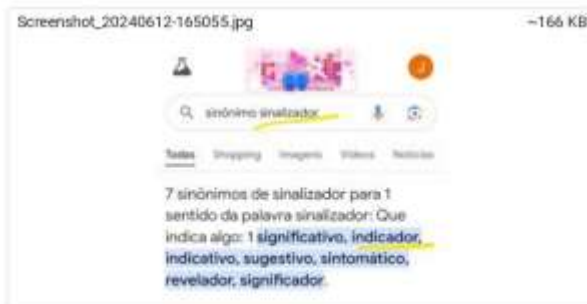 Screenshot_20240612-165055.jpg ~166 KB
J
sinônimo sinalizador
Todas Shopping Imagens Vídeos Notícias
7 sinônimos de sinalizador para 1
sentido da palavra sinalizador: Que
indica algo: 1 significativo, indicador,
indicativo, sugestivo, sintomático,
revelador, significador.